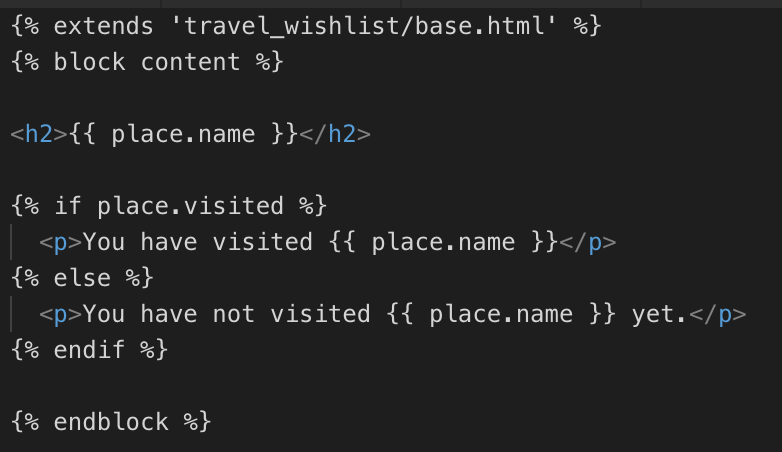 {% extends 'travel_wishlist/base.html' %}
{% block content %}
<h2>{{ place.name }}</h2>
{% if place.visited %}
<p>You have visited {{ place.name }}</p>
{% else %}
<p>You have not visited {{ place.name }} yet.</p>
{% endif %}
{% endblock %}